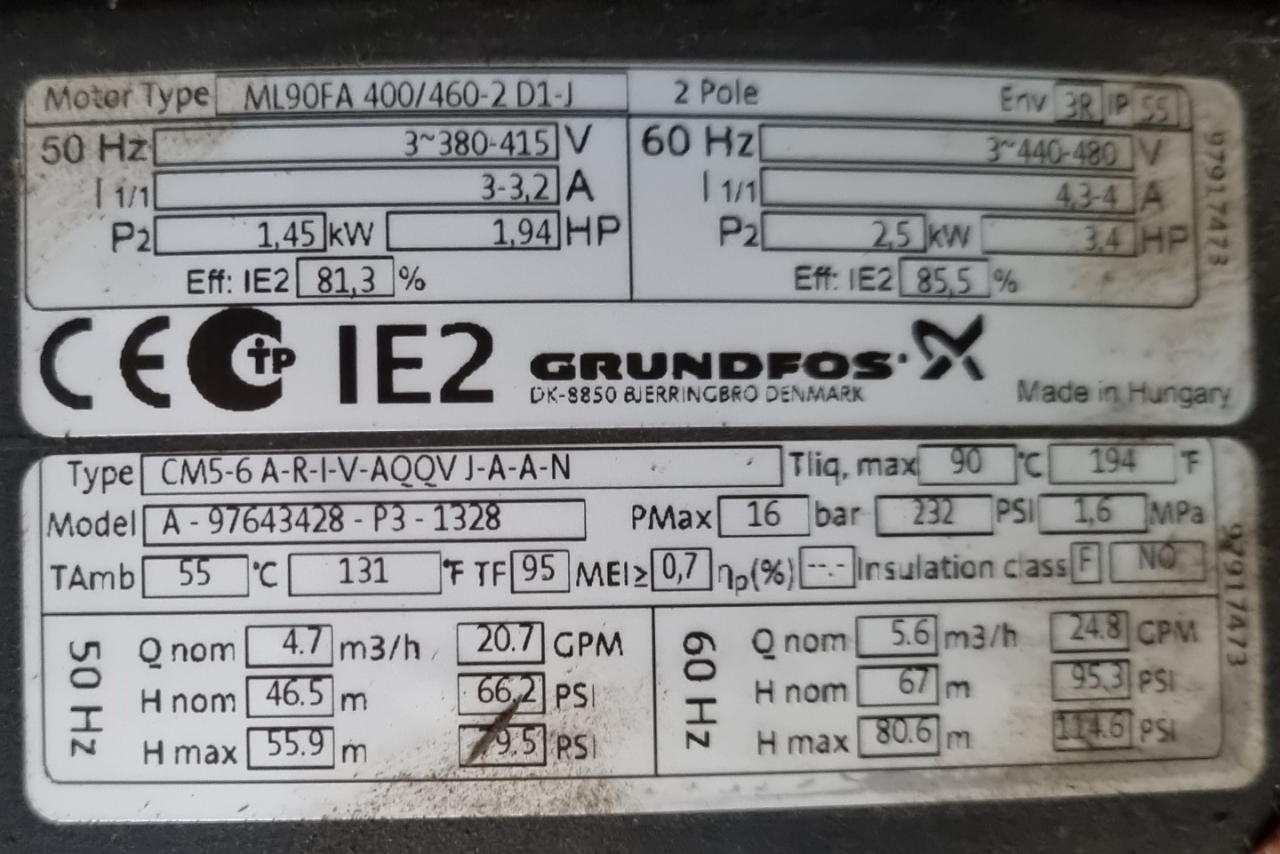 Motor Type ML90FA 400/460-2 D1-J 2 Pole Env 3R IP 55
50 Hz 3~380-415 V 60 Hz 3~440-480 V
I 1/1 3-3,2 A I 1/1 4,3-4 A
P2 1,45 kW 1,94 HP P2 2,5 kW 3,4 HP
Eff: IE2 81,3 % Eff: IE2 85,5 %
97917473
CE TP IE2 GRUNDFOS
DK-8850 BJERRINGBRO DENMARK Made in Hungary
Type CM5-6 A-R-I-V-AQQV J-A-A-N Tliq, max 90 °C 194 °F
Model A - 97643428 - P3 - 1328 PMax 16 bar 232 PSI 1,6 MPa
TAmb 55 °C 131 °F TF 95 MEI≥ 0,7 ηp(%) --.- Insulation class F NO
97917473
50 Hz Q nom 4.7 m3/h 20.7 GPM 60 Hz Q nom 5.6 m3/h 24.8 GPM
H nom 46.5 m 66.2 PSI H nom 67 m 95.3 PSI
H max 55.9 m 79.5 PSI H max 80.6 m 114.6 PSI